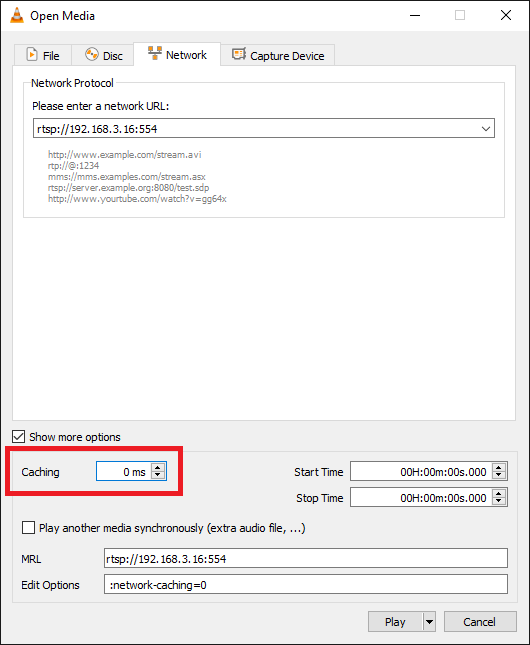 Open Media
File Disc Network Capture Device
Network Protocol
Please enter a network URL:
rtsp://192.168.3.16:554
http://www.example.com/stream.avi
rtp://@:1234
mms://mms.examples.com/stream.asx
rtsp://server.example.org:8080/test.sdp
http://www.yourtube.com/watch?v=gg64x
Show more options
Caching 0 ms Start Time 00H:00m:00s.000
Stop Time 00H:00m:00s.000
Play another media synchronously (extra audio file, ...)
MRL rtsp://192.168.3.16:554
Edit Options :network-caching=0
Play Cancel